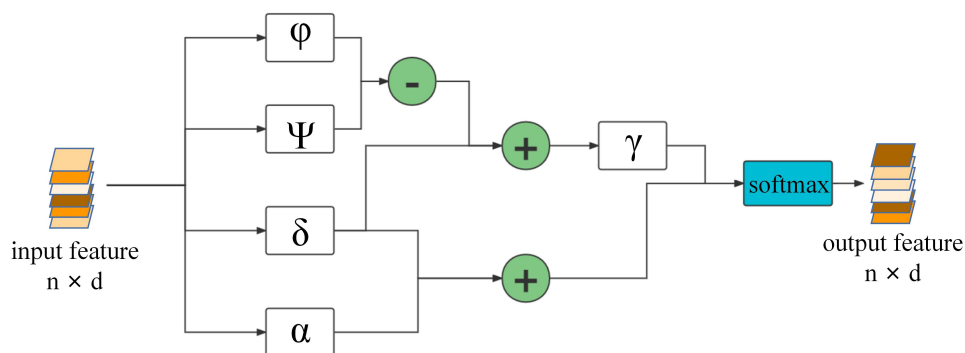 φ
-
Ψ
+
γ
softmax
input feature
n × d
δ
output feature
n × d
+
α